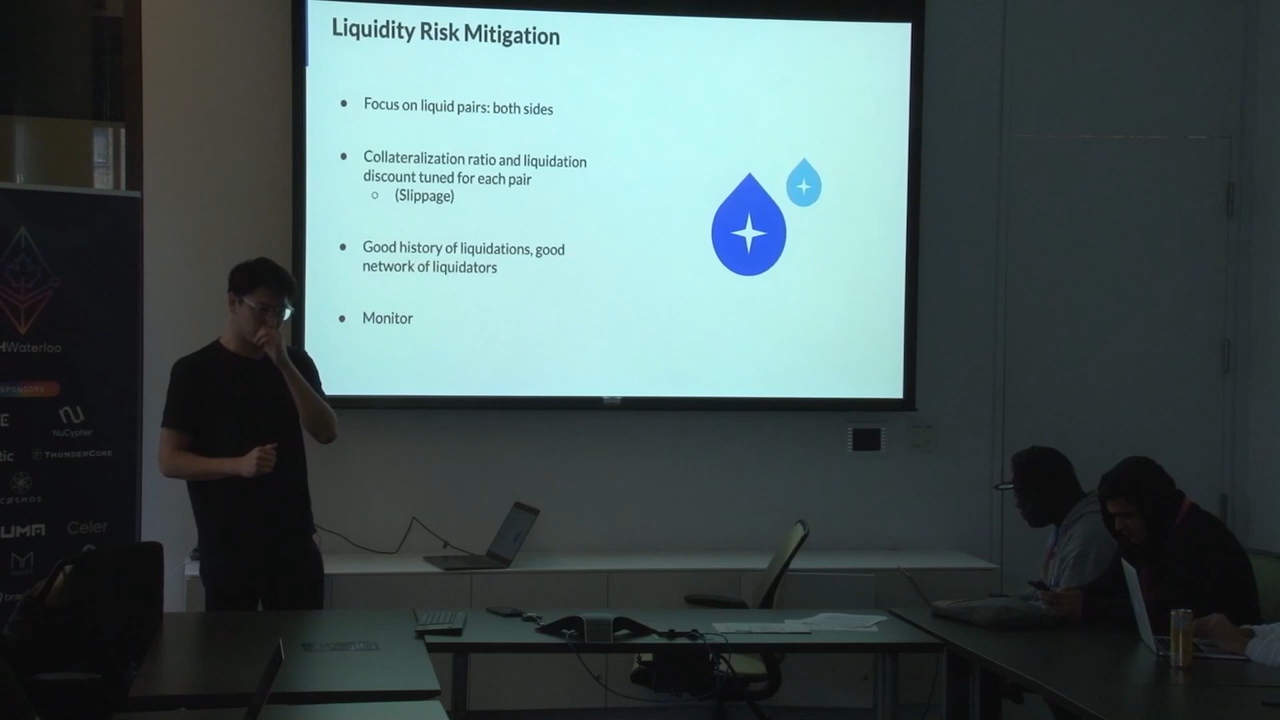 Liquidity Risk Mitigation
● Focus on liquid pairs: both sides
● Collateralization ratio and liquidation
discount tuned for each pair
○ (Slippage)
● Good history of liquidations, good
network of liquidators
● Monitor
HWaterloo
SPONSORS
E
NuCypher
tic
THUNDERCORE
COSMOS
UMA
Celer